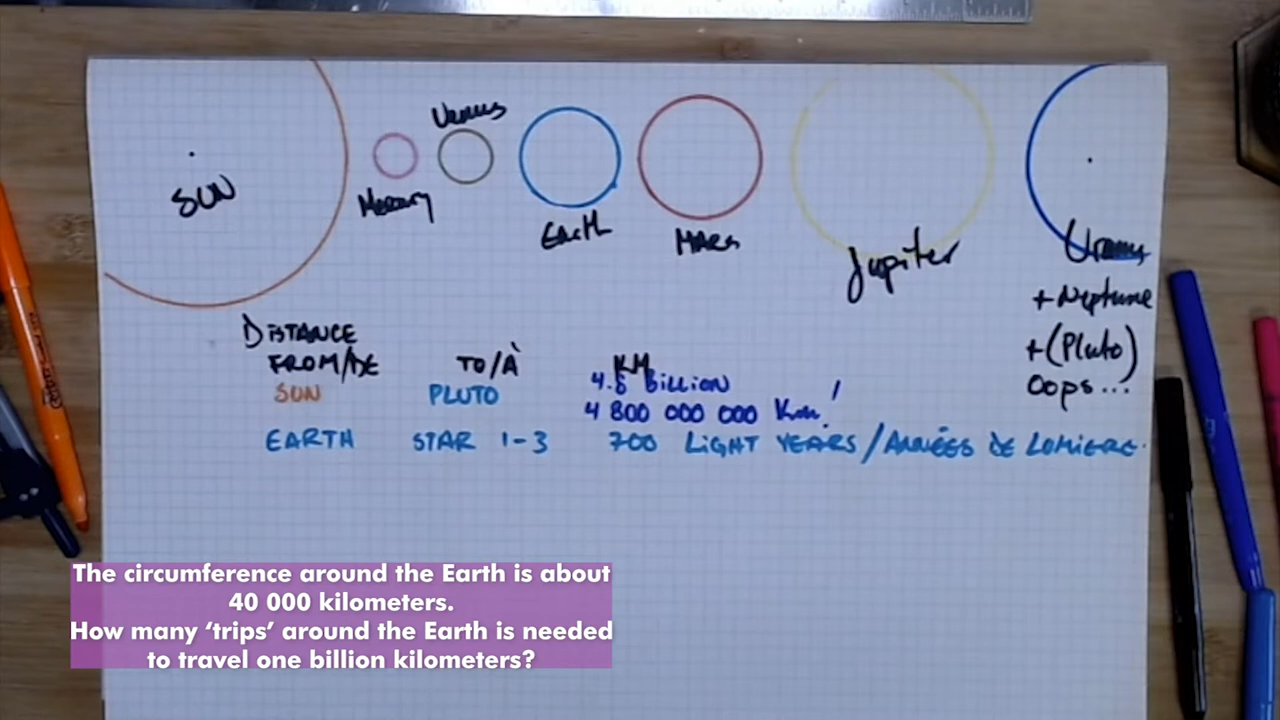 SUN
Mercury
Venus
Earth
MARS
Jupiter
Uranus
+ Neptune
+ (Pluto)
Oops...
DISTANCE
FROM/DE TO/À KM
SUN PLUTO 4.8 BILLION
4 800 000 000 Km!
EARTH STAR 1-3 700 LIGHT YEARS/ANNÉES DE LUMIERE.
The circumference around the Earth is about
40 000 kilometers.
How many ‘trips’ around the Earth is needed
to travel one billion kilometers?